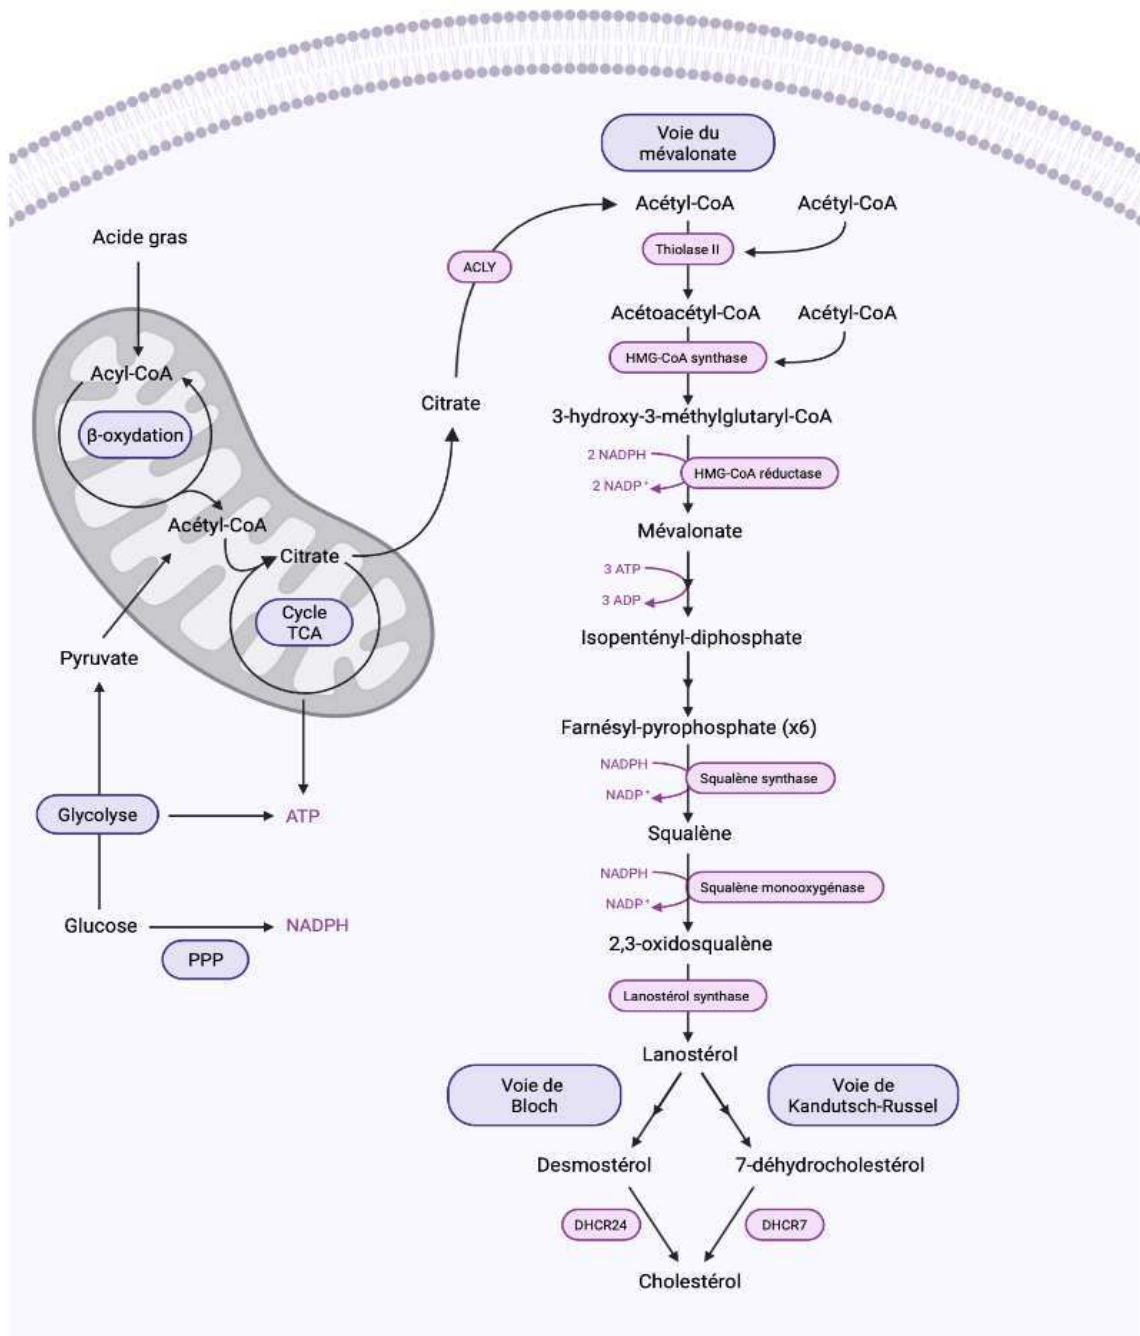 Voie du
mévalonate
Acétyl-CoA
Acétyl-CoA
Acide gras
Thiolase II
ACLY
Acétoacétyl-CoA
Acétyl-CoA
HMG-CoA synthase
Acyl-CoA
Citrate
3-hydroxy-3-méthylglutaryl-CoA
β-oxydation
2 NADPH
HMG-CoA réductase
2 NADP⁺
Acétyl-CoA
Mévalonate
Citrate
3 ATP
3 ADP
Cycle
TCA
Isopentényl-diphosphate
Pyruvate
Farnésyl-pyrophosphate (x6)
NADPH
Squalène synthase
NADP⁺
Glycolyse
ATP
Squalène
NADPH
Squalène monooxygénase
NADP⁺
Glucose
NADPH
2,3-oxidosqualène
PPP
Lanostérol synthase
Lanostérol
Voie de
Bloch
Voie de
Kandutsch-Russel
Desmostérol
7-déhydrocholestérol
DHCR24
DHCR7
Cholestérol